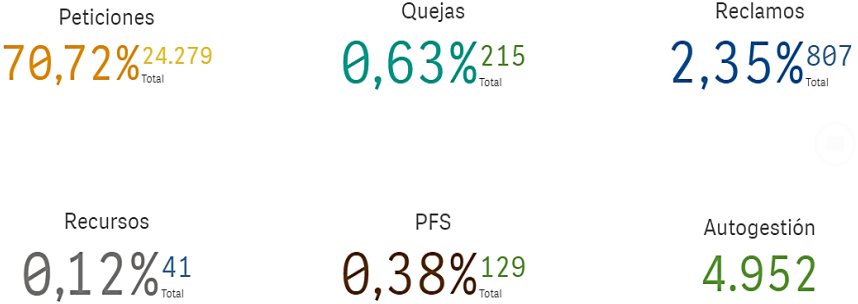 Peticiones
70,72% 24.279
Total
Quejas
0,63% 215
Total
Reclamos
2,35% 807
Total
Recursos
0,12% 41
Total
PFS
0,38% 129
Total
Autogestión
4.952